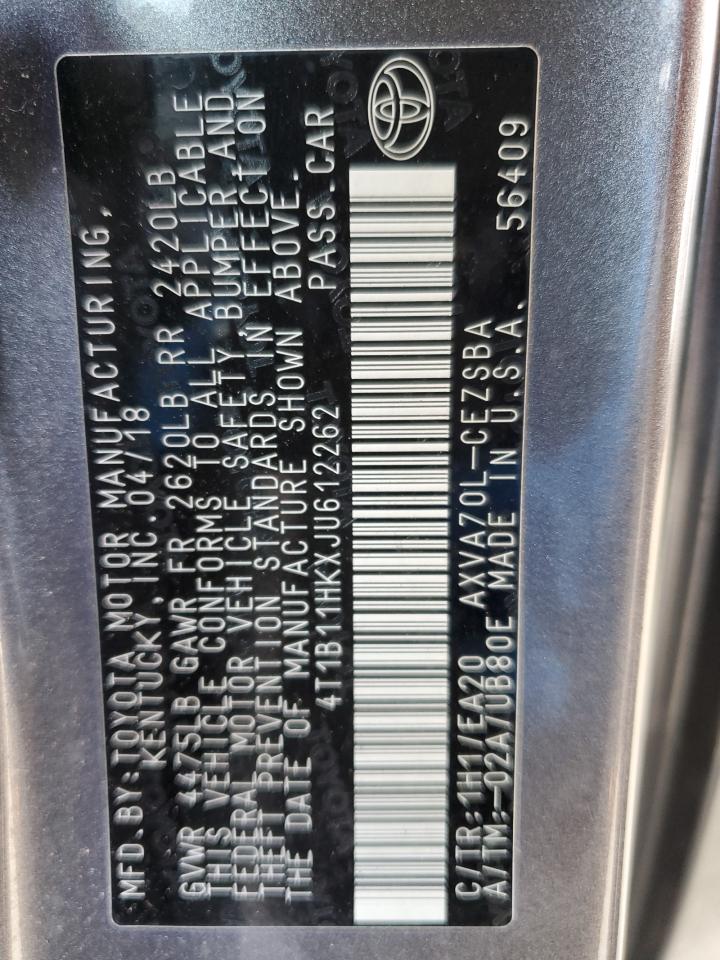 MFD.BY:TOYOTA MOTOR MANUFACTURING,
KENTUCKY,INC.04/18
GVWR 4475LB GAWR FR 2620LB RR 2420LB
THIS VEHICLE CONFORMS TO ALL APPLICABLE
FEDERAL MOTOR VEHICLE SAFETY,BUMPER,AND
THEFT PREVENTION STANDARDS IN EFFECT ON
THE DATE OF MANUFACTURE SHOWN ABOVE.
4T1B11HKXJU612262 PASS.CAR
C/TR:1H1/EA20 AXVA70L-CEZSBA
A/TM:-02A/UB80E MADE IN U.S.A. 56409